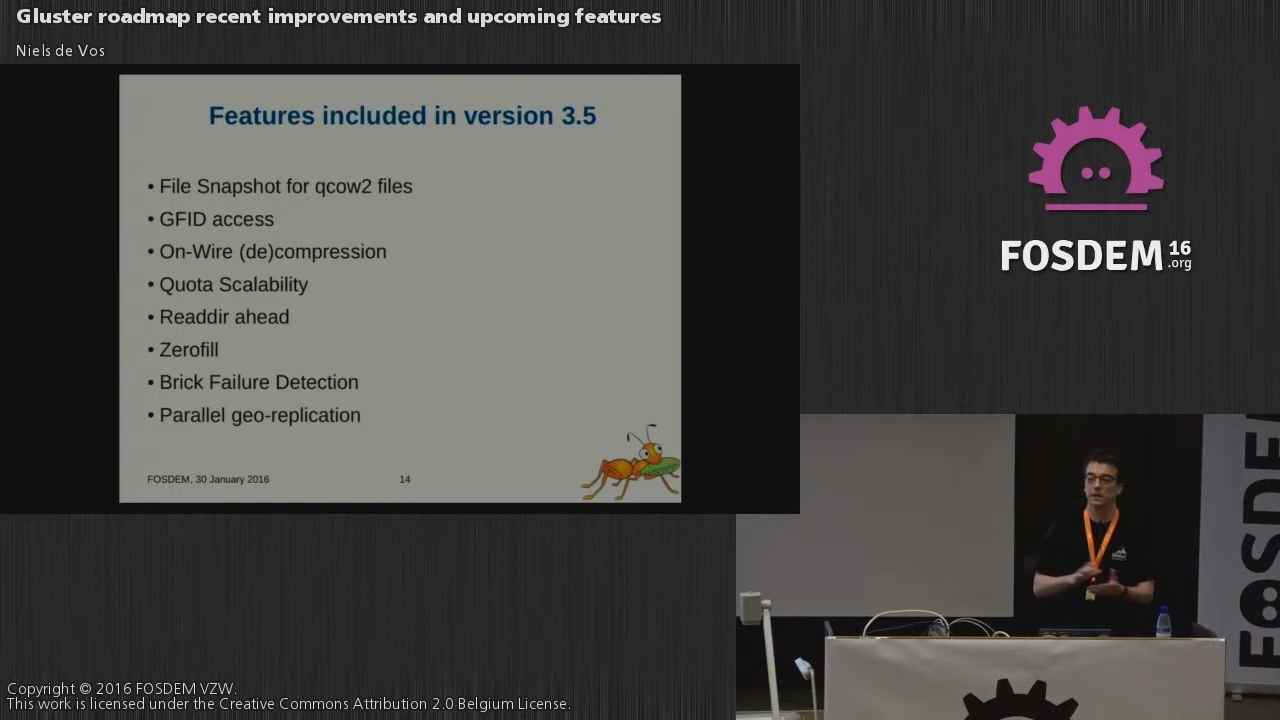 Gluster roadmap recent improvements and upcoming features
Niels de Vos
Features included in version 3.5
• File Snapshot for qcow2 files
• GFID access
• On-Wire (de)compression
• Quota Scalability
• Readdir ahead
• Zerofill
• Brick Failure Detection
• Parallel geo-replication
FOSDEM, 30 January 2016
14
FOSDEM 16
.org
FOSDE
Copyright © 2016 FOSDEM VZW.
This work is licensed under the Creative Commons Attribution 2.0 Belgium License.